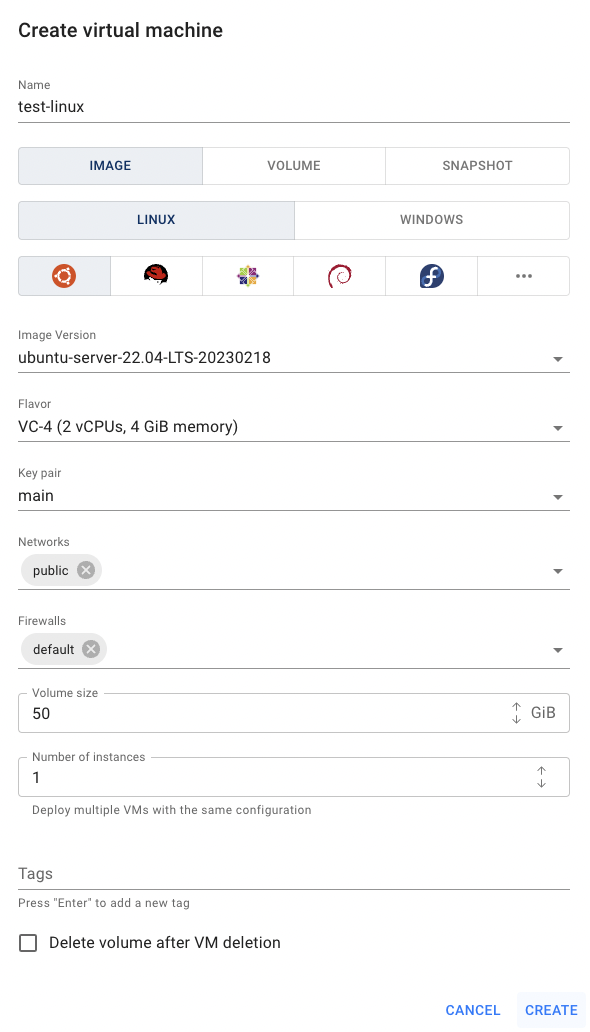 Create virtual machine
Name
test-linux
IMAGE VOLUME SNAPSHOT
LINUX WINDOWS
Image Version
ubuntu-server-22.04-LTS-20230218
Flavor
VC-4 (2 vCPUs, 4 GiB memory)
Key pair
main
Networks
public
Firewalls
default
Volume size
50 GiB
Number of instances
1
Deploy multiple VMs with the same configuration
Tags
Press "Enter" to add a new tag
Delete volume after VM deletion
CANCEL CREATE